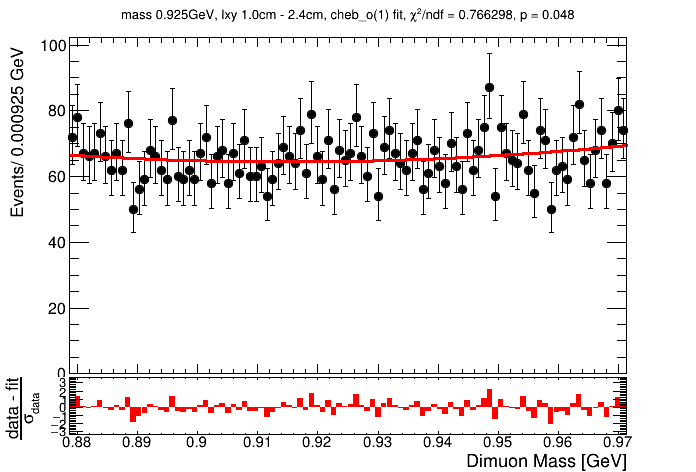 mass 0.925GeV, lxy 1.0cm - 2.4cm, cheb_o(1) fit, χ²/ndf = 0.766298, p = 0.048
Events/ 0.000925 GeV
100
80
60
40
20
0
data - fit
σdata
3
2
1
0
−1
−2
−3
0.88 0.89 0.9 0.91 0.92 0.93 0.94 0.95 0.96 0.97
Dimuon Mass [GeV]